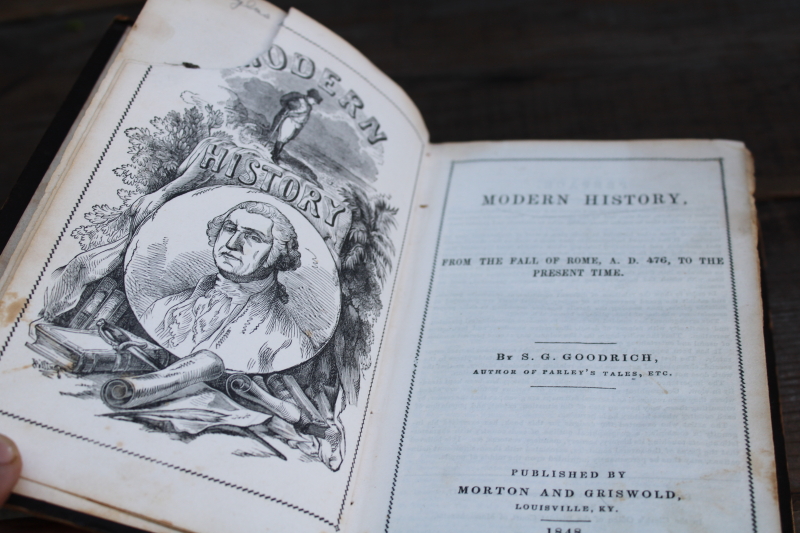 MODERN
HISTORY
MODERN HISTORY.
FROM THE FALL OF ROME, A. D. 476, TO THE
PRESENT TIME.
By S. G. GOODRICH,
AUTHOR OF PARLEY'S TALES, ETC.
PUBLISHED BY
MORTON AND GRISWOLD,
LOUISVILLE, KY.
1848